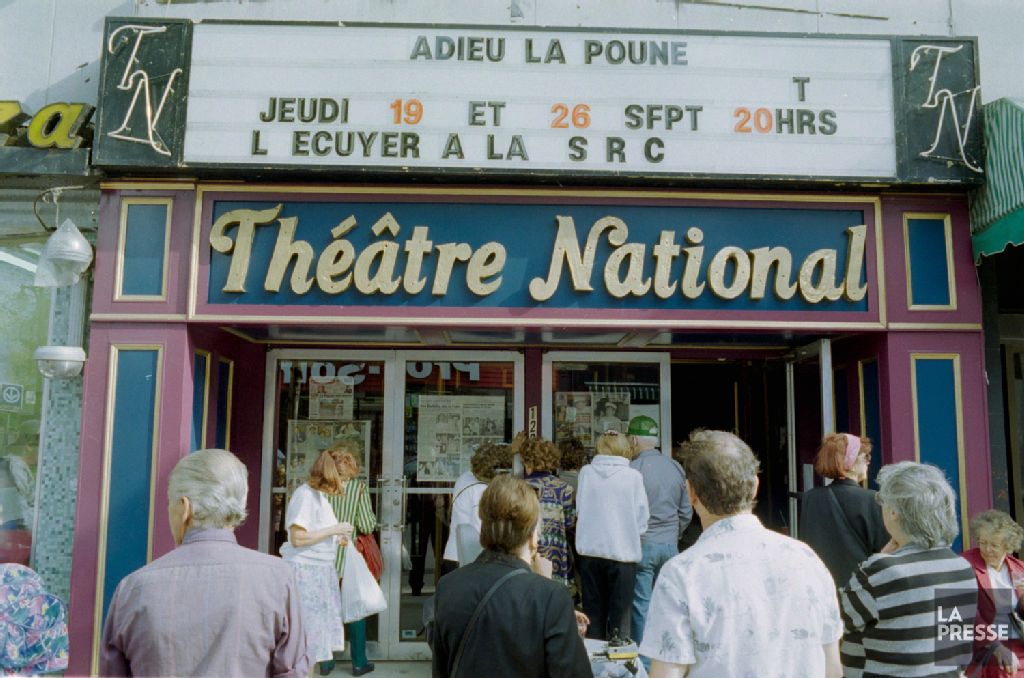 ADIEU LA POUNE
T
JEUDI 19 ET 26 SFPT 20HRS
L ECUYER A LA SRC
TN
TN
Théâtre National
LA
PRESSE